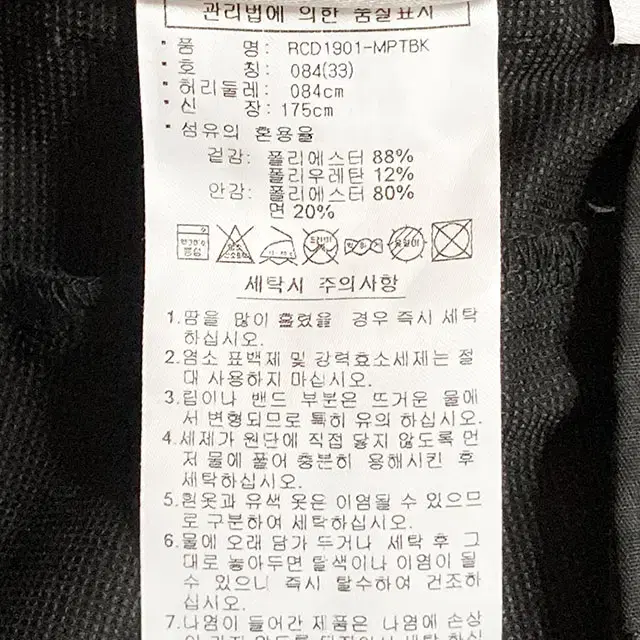 관리법에 의한 품질표시
· 품 명: RCD1901-MPTBK
· 호 칭: 084(33)
· 허리둘레: 084cm
· 신 장: 175cm
· 섬유의 혼용율
겉감: 폴리에스터 88%
폴리우레탄 12%
안감: 폴리에스터 80%
면 20%
세탁시 주의사항
1.땀을 많이 흘렸을 경우 즉시 세탁
하십시오.
2.염소 표백제 및 강력효소세제는 절
대 사용하지 마십시오.
3.립이나 밴드 부분은 뜨거운 물에
서 변형되므로 특히 유의 하십시오.
4.세제가 원단에 직접 닿지 않도록 먼
저 물에 풀어 충분히 용해시킨 후
세탁하십시오.
5.흰옷과 유색 옷은 이염될 수 있으므
로 구분하여 세탁하십시오.
6.물에 오래 담가 두거나 세탁 후 그
대로 놓아두면 탈색이나 이염이 될
수 있으니 즉시 탈수하여 건조하
십시오.
7.나염이 들어간 제품은 나염에 손상